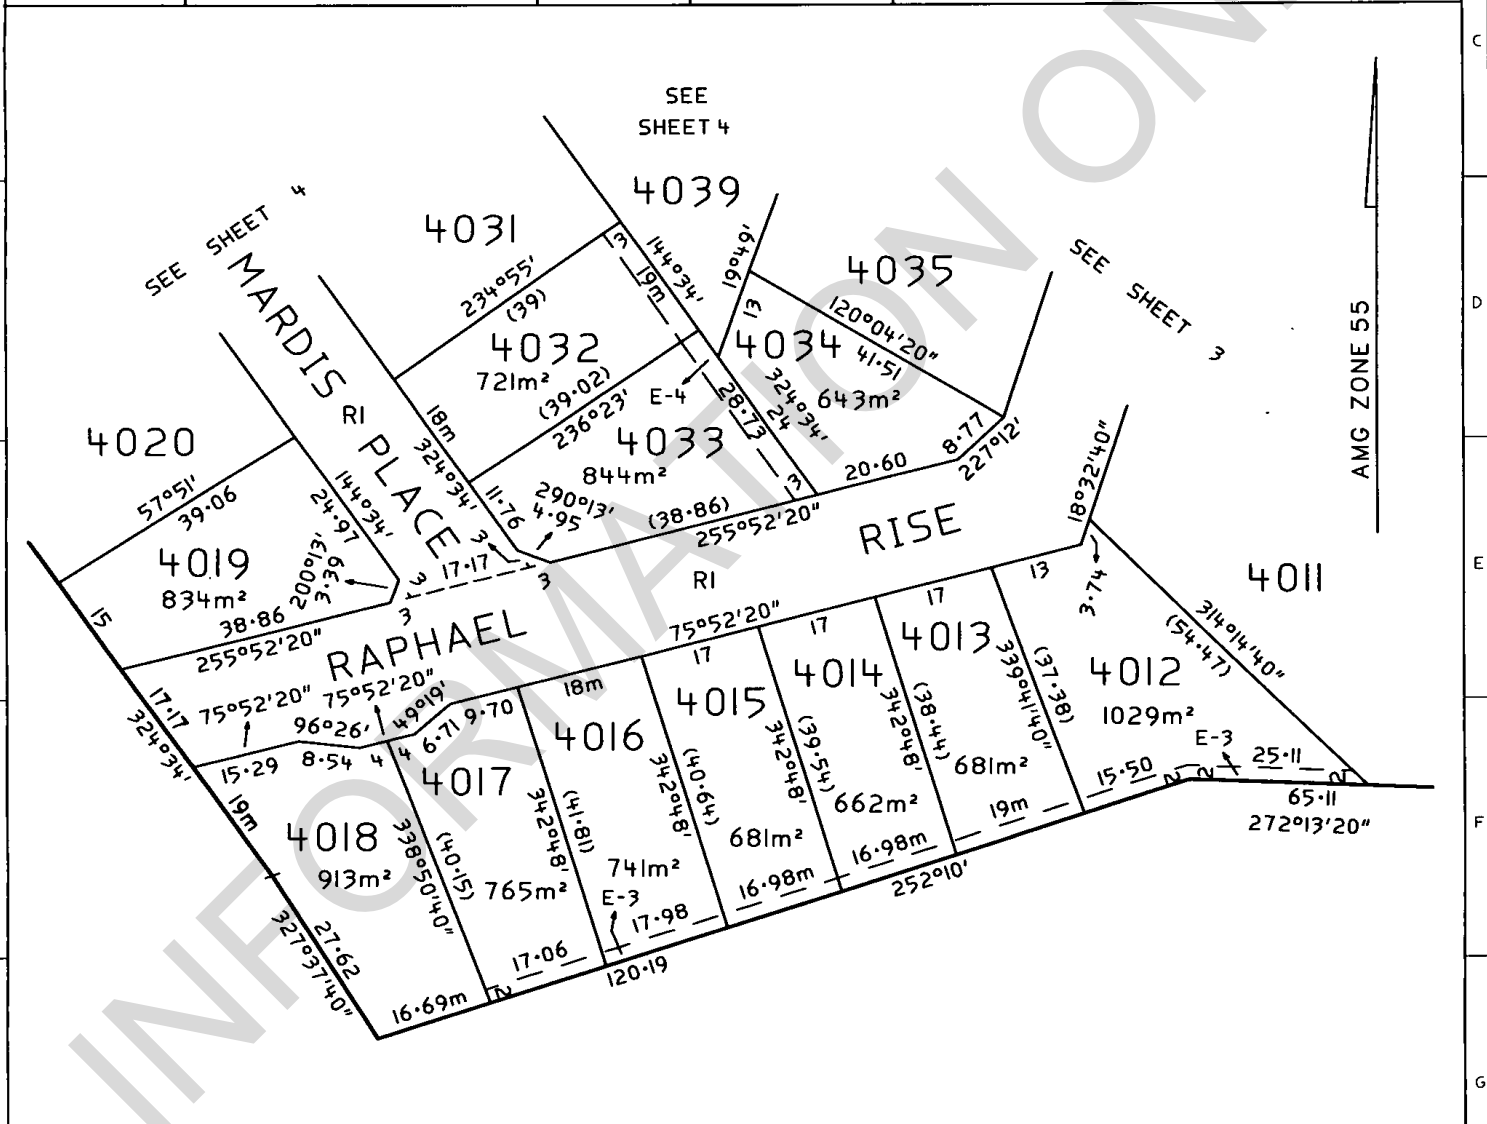 C
SEE
SHEET 4
4039
SEE SHEET 4
4031
MARDIS PLACE
144°34'
19m
3
19°49'
4035
SEE SHEET 3
D
234°55'
(39)
4032
721m²
13
4034
120°04'20"
41·51
643m²
AMG ZONE 55
R1
(39·02)
236°23'
E-4
28·73
24
324°34'
4020
18m
324°34'
4033
844m²
8·77
227°12'
20·60
57°51'
39·06
144°34'
24·97
11·76
290°13'
4·95
(38·86)
255°52'20"
3
18°32'40"
RAPHAEL RISE
4019
834m²
200°13'
3·39
3
17·17
3
3
3
R1
13
3·74
4011
E
15
38·86
255°52'20"
75°52'20"
17
4013
314°14'40"
(54·47)
17·17
324°34'
75°52'20"
75°52'20"
96°26'
49°19'
6·71
9·70
18m
17
17
4014
339°41'40"
(37·38)
4012
1029m²
15·29
8·54
4
4
4016
4015
342°48'
(38·44)
681m²
E-3
25·11
2
2
2
15·50
65·11
272°13'20"
F
19m
4018
913m²
4017
338°50'40"
(40·15)
765m²
342°48'
(41·81)
741m²
342°48'
(40·64)
681m²
342°48'
(39·54)
662m²
19m
16·98m
252°10'
327°37'40"
27·62
E-3
17·98
16·98m
17·06
120·19
16·69m
2
G
INFORMATION ON